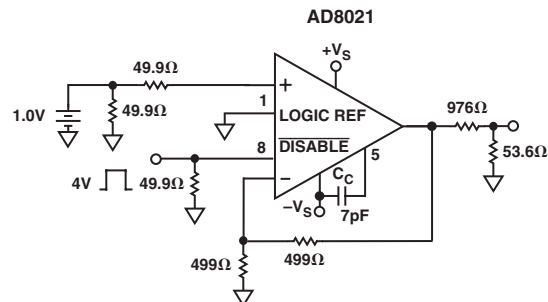 AD8021
+VS
49.9Ω
1.0V
49.9Ω
+
1
LOGIC REF
976Ω
DISABLE
8
5
53.6Ω
4V
49.9Ω
−
CC
−VS
7pF
499Ω
499Ω